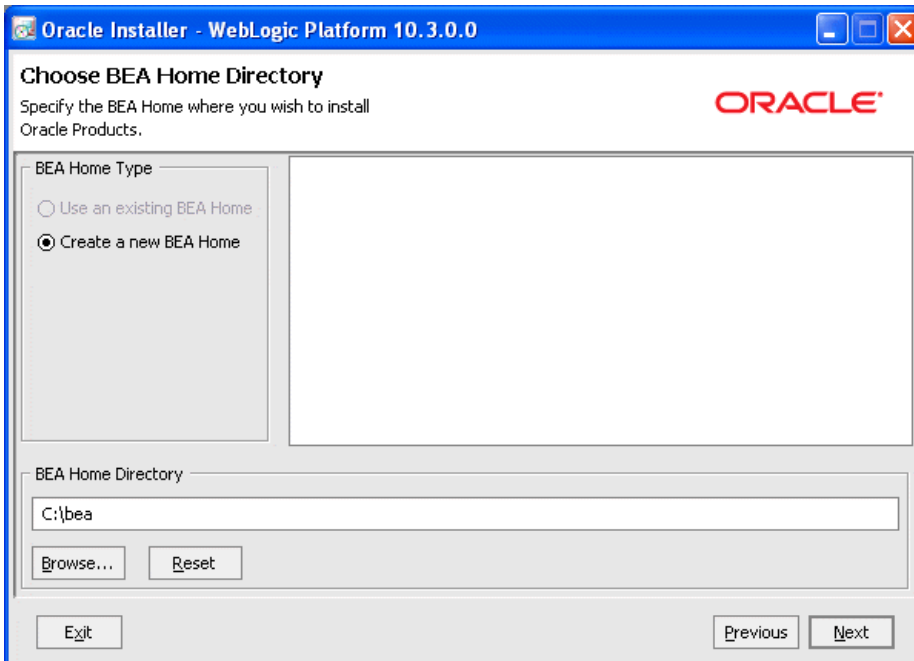 Oracle Installer - WebLogic Platform 10.3.0.0
Choose BEA Home Directory
Specify the BEA Home where you wish to install
Oracle Products.
ORACLE
BEA Home Type
Use an existing BEA Home
Create a new BEA Home
BEA Home Directory
C:\bea
Browse...
Reset
Exit
Previous
Next